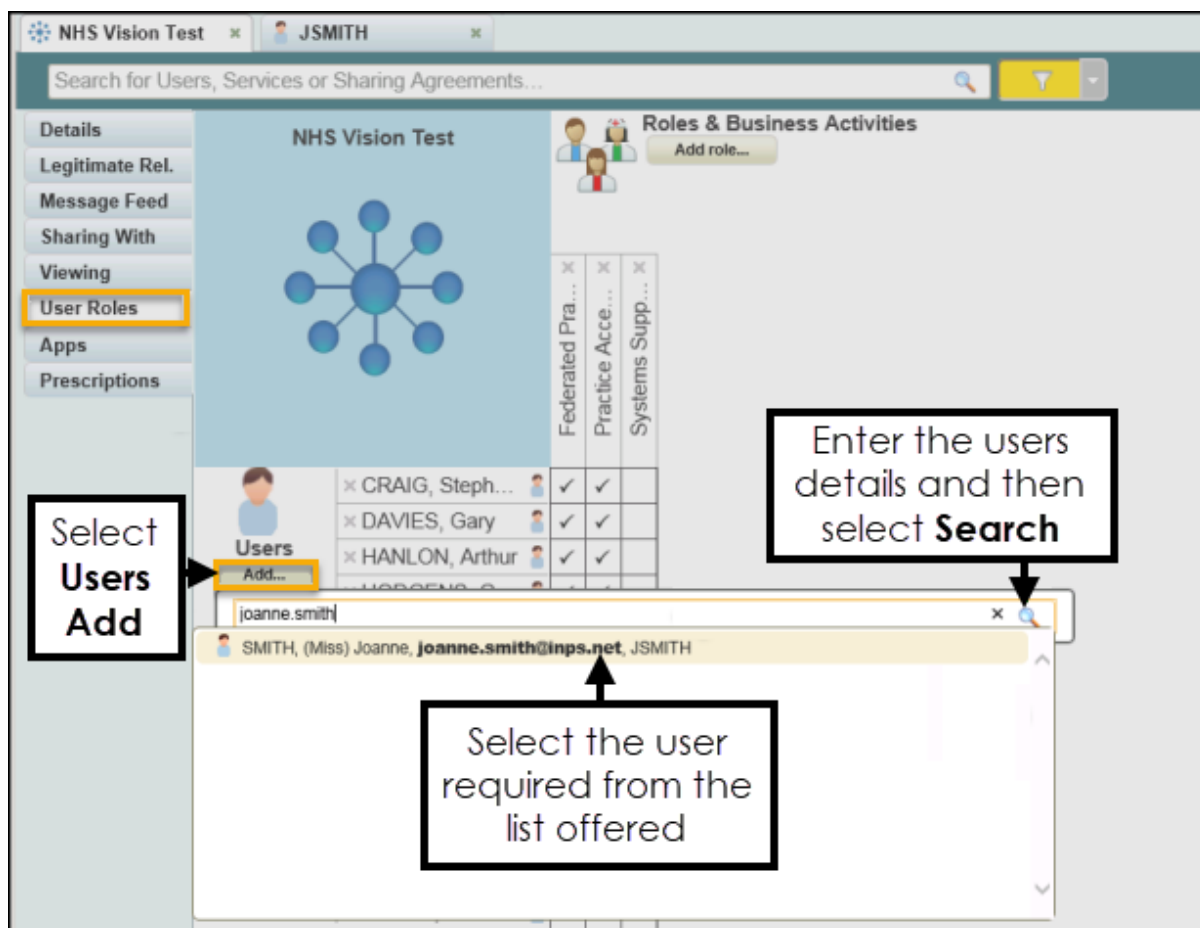 NHS Vision Test
JSMITH
Search for Users, Services or Sharing Agreements...
Details
Legitimate Rel.
Message Feed
Sharing With
Viewing
User Roles
Apps
Prescriptions
NHS Vision Test
Roles & Business Activities
Add role...
Federated Pra...
Practice Acce...
Systems Supp...
CRAIG, Steph...
DAVIES, Gary
HANLON, Arthur
Users
Add...
Select
Users
Add
Enter the users
details and then
select Search
joanne.smith
SMITH, (Miss) Joanne, joanne.smith@inps.net, JSMITH
Select the user
required from the
list offered